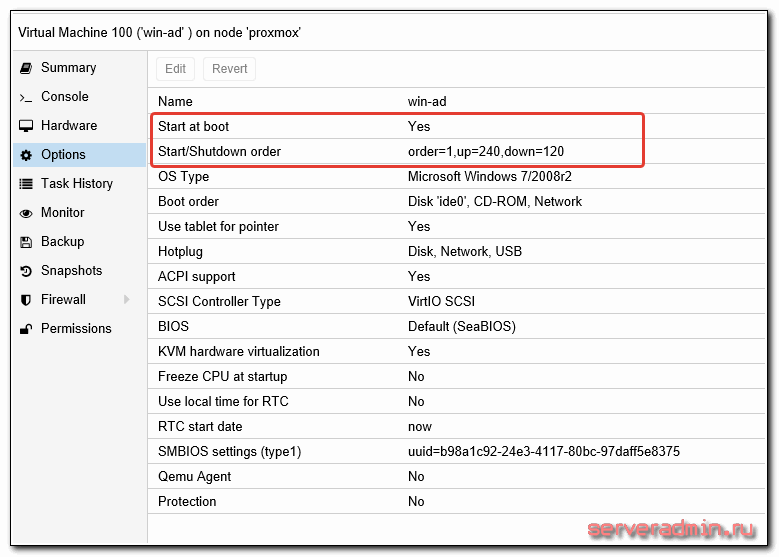 Virtual Machine 100 ('win-ad' ) on node 'proxmox'
Summary
Console
Hardware
Options
Task History
Monitor
Backup
Snapshots
Firewall
Permissions
Edit Revert
Name win-ad
Start at boot Yes
Start/Shutdown order order=1,up=240,down=120
OS Type Microsoft Windows 7/2008r2
Boot order Disk 'ide0', CD-ROM, Network
Use tablet for pointer Yes
Hotplug Disk, Network, USB
ACPI support Yes
SCSI Controller Type VirtIO SCSI
BIOS Default (SeaBIOS)
KVM hardware virtualization Yes
Freeze CPU at startup No
Use local time for RTC No
RTC start date now
SMBIOS settings (type1) uuid=b98a1c92-24e3-4117-80bc-97daff5e8375
Qemu Agent No
Protection No
serveradmin.ru